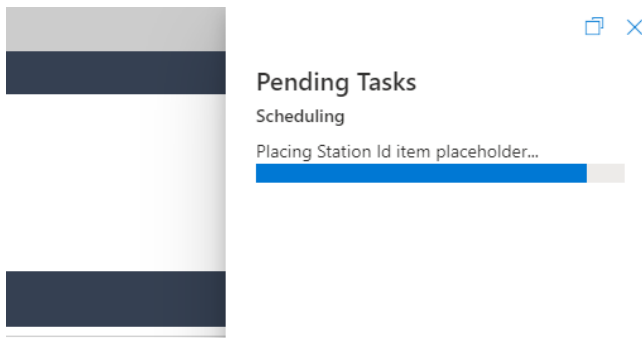 Pending Tasks
Scheduling
Placing Station Id item placeholder...